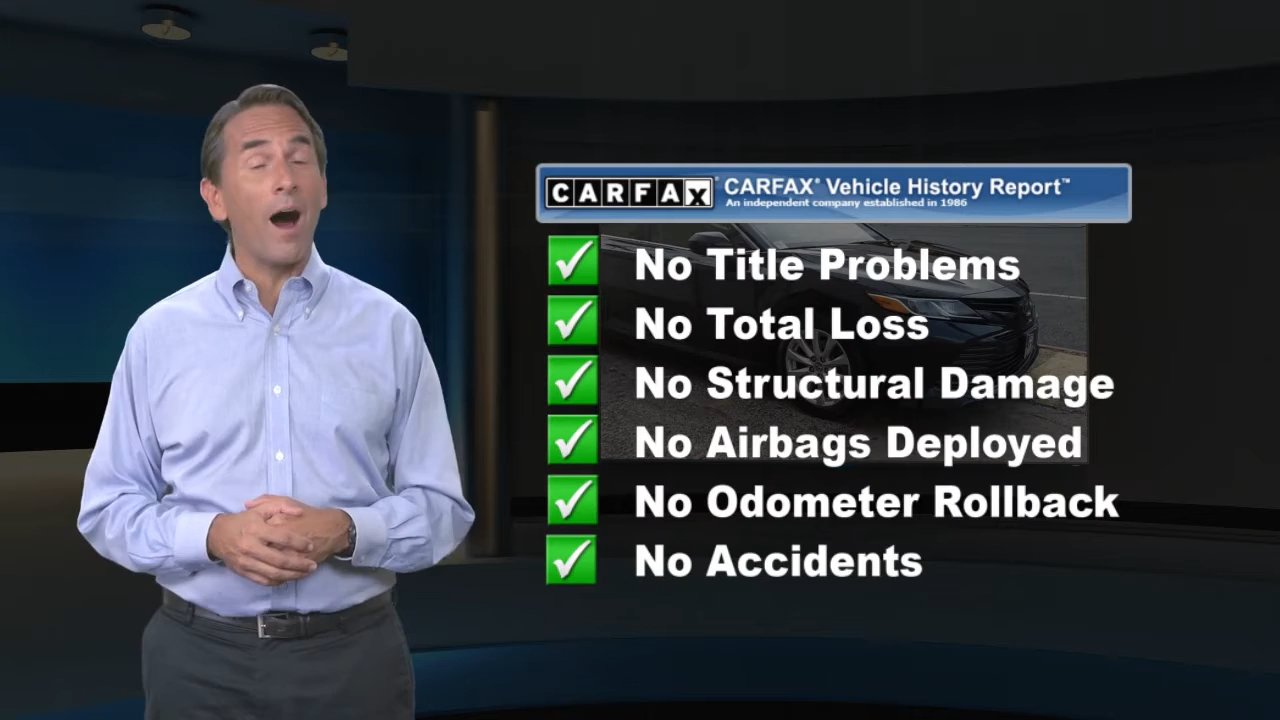 CARFAX® CARFAX® Vehicle History Report™
An independent company established in 1986
No Title Problems
No Total Loss
No Structural Damage
No Airbags Deployed
No Odometer Rollback
No Accidents